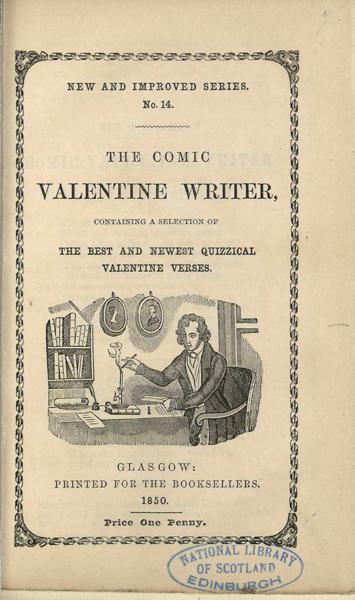 NEW AND IMPROVED SERIES.
No. 14.
THE COMIC
VALENTINE WRITER,
CONTAINING A SELECTION OF
THE BEST AND NEWEST QUIZZICAL
VALENTINE VERSES.
GLASGOW:
PRINTED FOR THE BOOKSELLERS.
1850.
Price One Penny.
NATIONAL LIBRARY
OF SCOTLAND
EDINBURGH